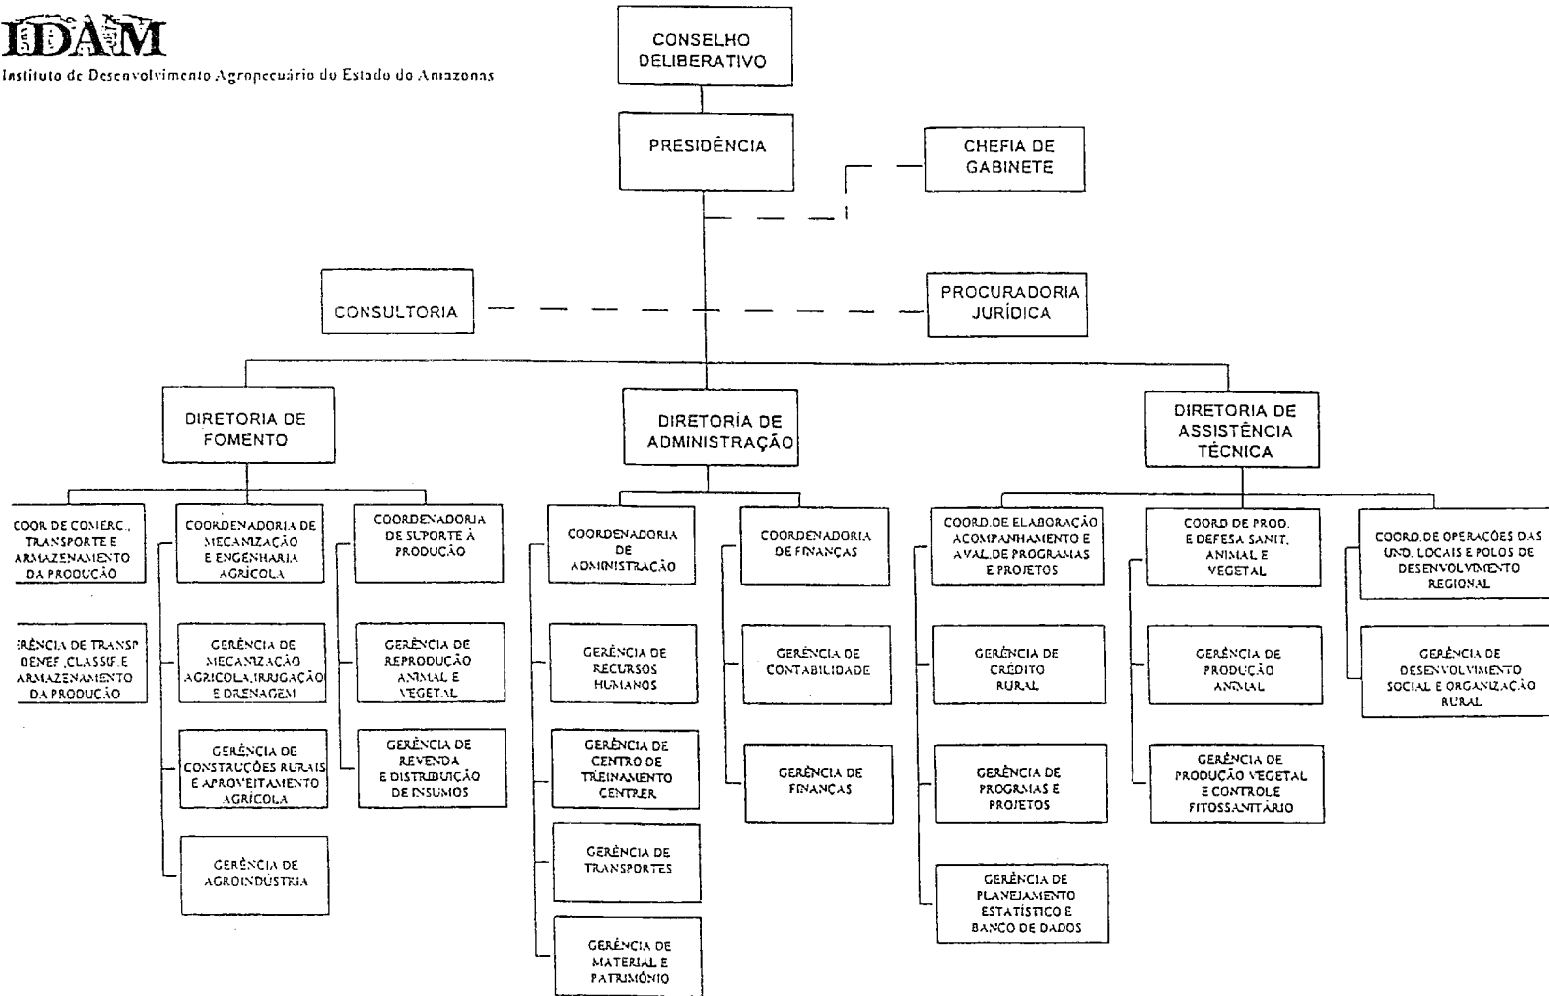 IDAM
Instituto de Desenvolvimento Agropecuário do Estado do Amazonas
CONSELHO
DELIBERATIVO
PRESIDÊNCIA
CHEFIA DE
GABINETE
CONSULTORIA
PROCURADORIA
JURÍDICA
DIRETORIA DE
FOMENTO
DIRETORIA DE
ADMINISTRAÇÃO
DIRETORIA DE
ASSISTÊNCIA
TÉCNICA
COOR DE COMERC.,
TRANSPORTE E
ARMAZENAMENTO
DA PRODUÇÃO
COORDENADORIA DE
MECANIZAÇÃO
E ENGENHARIA
AGRÍCOLA
COORDENADORIA
DE SUPORTE À
PRODUÇÃO
COORDENADORIA
DE
ADMINISTRAÇÃO
COORDENADORIA
DE FINANÇAS
COORD.DE ELABORAÇÃO
ACOMPANHAMENTO E
AVAL.DE PROGRAMAS
E PROJETOS
COORD DE PROD.
E DEFESA SANIT.
ANIMAL E
VEGETAL
COORD.DE OPERAÇÕES DAS
UND. LOCAIS E POLOS DE
DESENVOLVIMENTO
REGIONAL
RÊNCIA DE TRANSP
BENEF.,CLASSIF.E
ARMAZENAMENTO
DA PRODUÇÃO
GERÊNCIA DE
MECANIZAÇÃO
AGRÍCOLA,IRRIGAÇÃO
E DRENAGEM
GERÊNCIA DE
REPRODUÇÃO
ANIMAL E
VEGETAL
GERÊNCIA DE
RECURSOS
HUMANOS
GERÊNCIA DE
CONTABILIDADE
GERÊNCIA DE
CRÉDITO
RURAL
GERÊNCIA DE
PRODUÇÃO
ANIMAL
GERÊNCIA DE
DESENVOLVIMENTO
SOCIAL E ORGANIZAÇÃO
RURAL
GERÊNCIA DE
CONSTRUÇÕES RURAIS
E APROVEITAMENTO
AGRÍCOLA
GERÊNCIA DE
REVENDA
E DISTRIBUIÇÃO
DE INSUMOS
GERÊNCIA DE
CENTRO DE
TREINAMENTO
CENTRER
GERÊNCIA DE
FINANÇAS
GERÊNCIA DE
PROGRMAS E
PROJETOS
GERÊNCIA DE
PRODUÇÃO VEGETAL
E CONTROLE
FITOSSANITÁRIO
GERÊNCIA DE
AGROINDÚSTRIA
GERÊNCIA DE
TRANSPORTES
GERÊNCIA DE
PLANEJAMENTO
ESTATÍSTICO E
BANCO DE DADOS
GERÊNCIA DE
MATERIAL E
PATRIMÔNIO